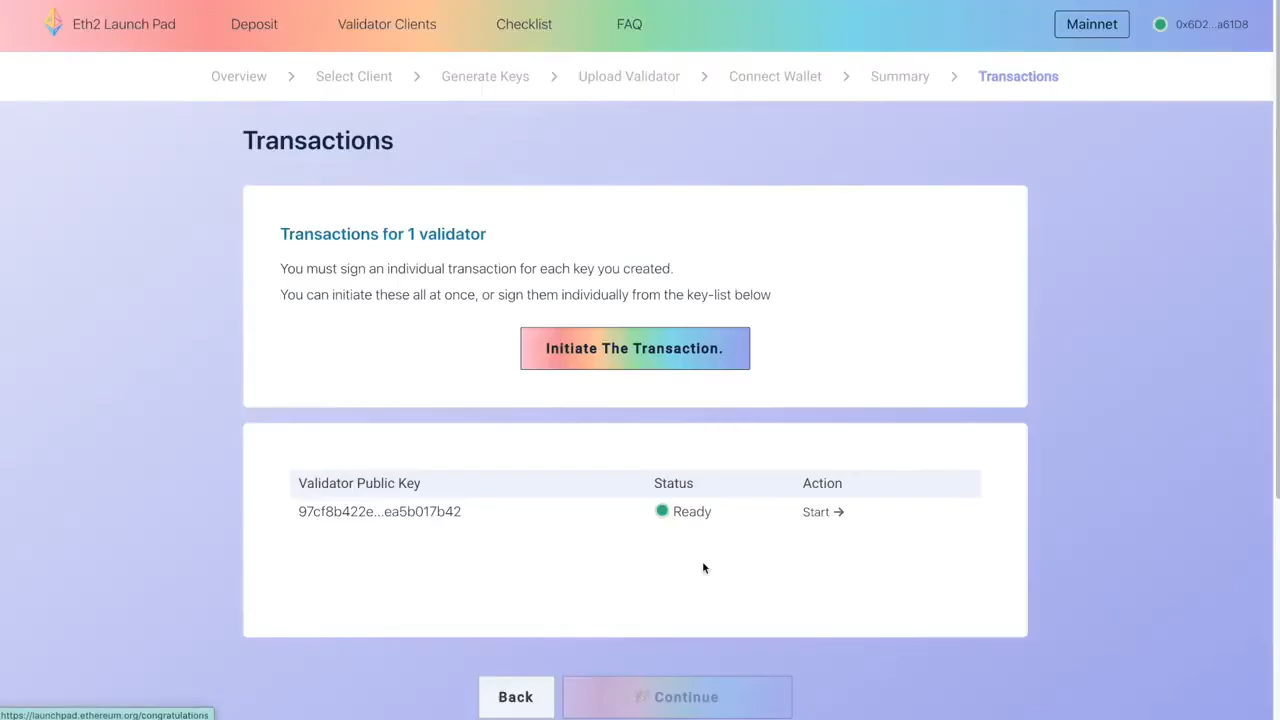 Eth2 Launch Pad Deposit Validator Clients Checklist FAQ Mainnet 0x6D2...a61D8
Overview > Select Client > Generate Keys > Upload Validator > Connect Wallet > Summary > Transactions
Transactions
Transactions for 1 validator
You must sign an individual transaction for each key you created.
You can initiate these all at once, or sign them individually from the key-list below
Initiate The Transaction.
Validator Public Key Status Action
97cf8b422e...ea5b017b42 Ready Start →
Back Continue
https://launchpad.ethereum.org/congratulations